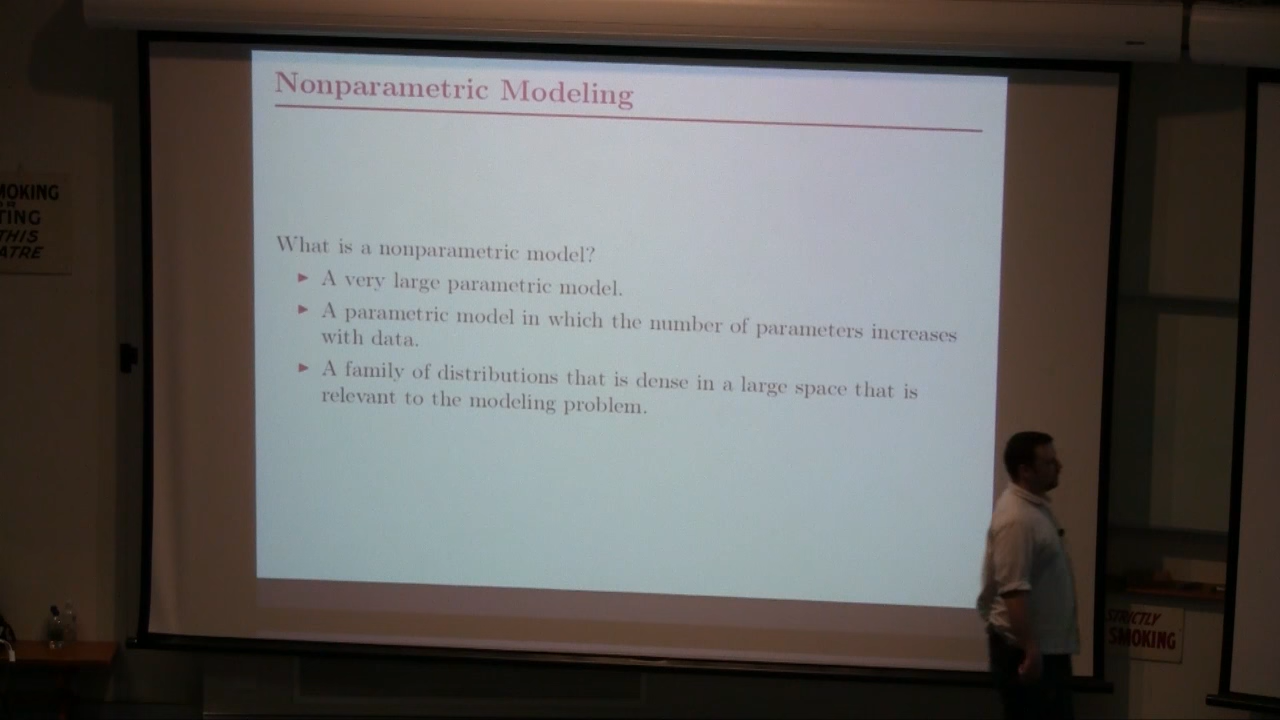 Nonparametric Modeling
What is a nonparametric model?
A very large parametric model.
A parametric model in which the number of parameters increases
with data.
A family of distributions that is dense in a large space that is
relevant to the modeling problem.
MOKING
OR
TING
THIS
ATRE
STRICTLY
SMOKING